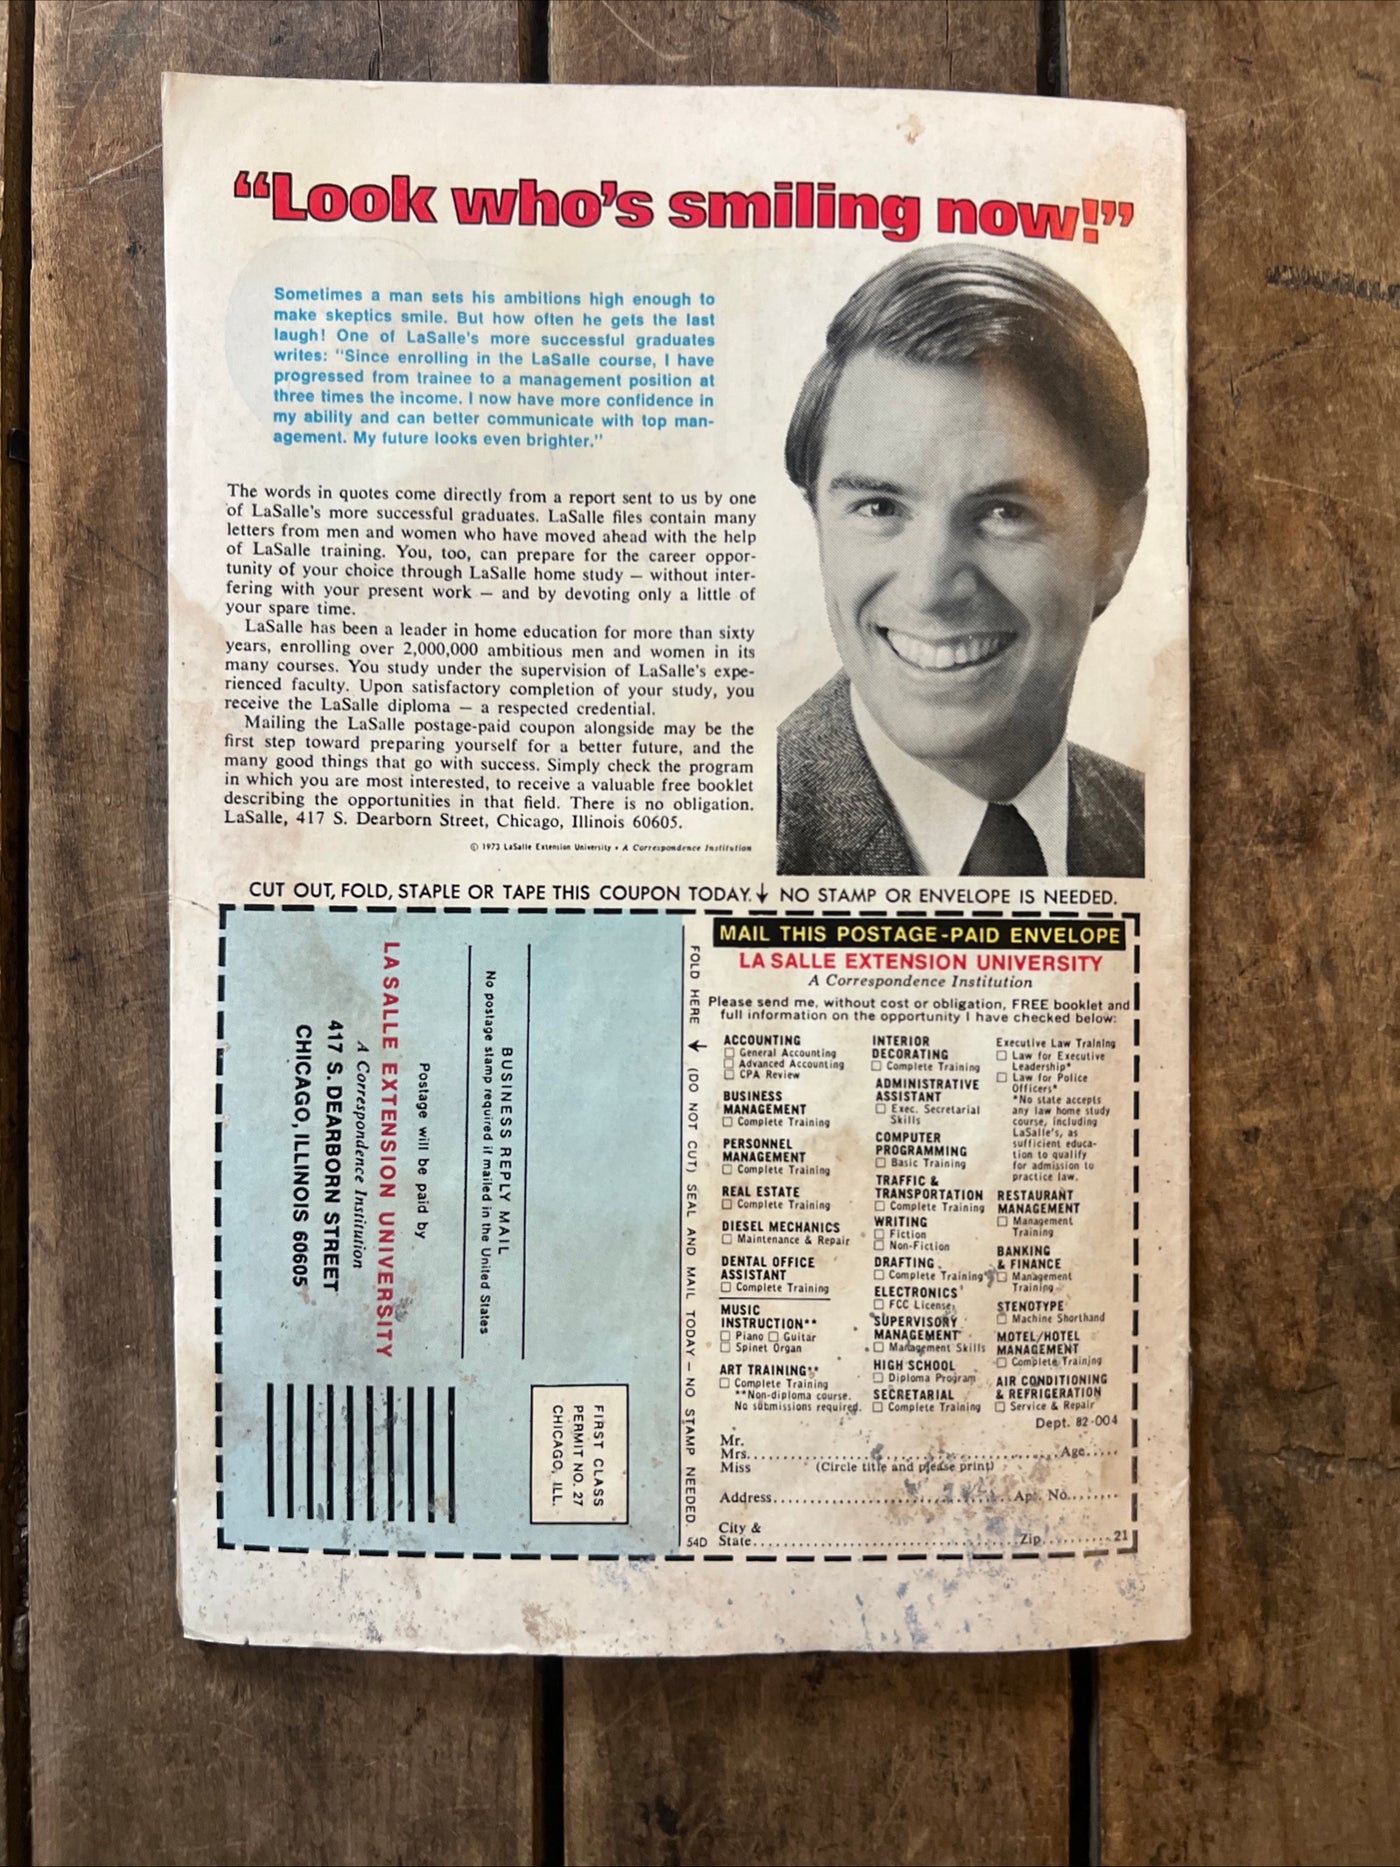 “Look who’s smiling now!”
Sometimes a man sets his ambitions high enough to
make skeptics smile. But how often he gets the last
laugh! One of LaSalle's more successful graduates
writes: "Since enrolling in the LaSalle course, I have
progressed from trainee to a management position at
three times the income. I now have more confidence in
my ability and can better communicate with top man-
agement. My future looks even brighter."
The words in quotes come directly from a report sent to us by one
of LaSalle's more successful graduates. LaSalle files contain many
letters from men and women who have moved ahead with the help
of LaSalle training. You, too, can prepare for the career oppor-
tunity of your choice through LaSalle home study — without inter-
fering with your present work — and by devoting only a little of
your spare time.
LaSalle has been a leader in home education for more than sixty
years, enrolling over 2,000,000 ambitious men and women in its
many courses. You study under the supervision of LaSalle's expe-
rienced faculty. Upon satisfactory completion of your study, you
receive the LaSalle diploma — a respected credential.
Mailing the LaSalle postage-paid coupon alongside may be the
first step toward preparing yourself for a better future, and the
many good things that go with success. Simply check the program
in which you are most interested, to receive a valuable free booklet
describing the opportunities in that field. There is no obligation.
LaSalle, 417 S. Dearborn Street, Chicago, Illinois 60605.
© 1973 LaSalle Extension University • A Correspondence Institution
CUT OUT, FOLD, STAPLE OR TAPE THIS COUPON TODAY. ↓ NO STAMP OR ENVELOPE IS NEEDED.
FIRST CLASS
PERMIT NO. 27
CHICAGO, ILL.
BUSINESS REPLY MAIL
No postage stamp required if mailed in the United States
Postage will be paid by
LA SALLE EXTENSION UNIVERSITY
A Correspondence Institution
417 S. DEARBORN STREET
CHICAGO, ILLINOIS 60605
FOLD HERE ↓ (DO NOT CUT) SEAL AND MAIL TODAY — NO STAMP NEEDED.
54D
MAIL THIS POSTAGE-PAID ENVELOPE
LA SALLE EXTENSION UNIVERSITY
A Correspondence Institution
Please send me, without cost or obligation, FREE booklet and
full information on the opportunity I have checked below:
ACCOUNTING
☐ General Accounting
☐ Advanced Accounting
☐ CPA Review
BUSINESS
MANAGEMENT
☐ Complete Training
PERSONNEL
MANAGEMENT
☐ Complete Training
REAL ESTATE
☐ Complete Training
DIESEL MECHANICS
☐ Maintenance & Repair
DENTAL OFFICE
ASSISTANT
☐ Complete Training
MUSIC
INSTRUCTION**
☐ Piano ☐ Guitar
☐ Spinet Organ
ART TRAINING**
☐ Complete Training
**Non-diploma course.
No submissions required.
INTERIOR
DECORATING
☐ Complete Training
ADMINISTRATIVE
ASSISTANT
☐ Exec. Secretarial
Skills
COMPUTER
PROGRAMMING
☐ Basic Training
TRAFFIC &
TRANSPORTATION
☐ Complete Training
WRITING
☐ Fiction
☐ Non-Fiction
DRAFTING
☐ Complete Training
ELECTRONICS
☐ FCC License
SUPERVISORY
MANAGEMENT
☐ Management Skills
HIGH SCHOOL
☐ Diploma Program
SECRETARIAL
☐ Complete Training
Executive Law Training
☐ Law for Executive
Leadership*
☐ Law for Police
Officers*
*No state accepts
any law home study
course, including
LaSalle's, as
sufficient educa-
tion to qualify
for admission to
practice law.
RESTAURANT
MANAGEMENT
☐ Management
Training
BANKING
& FINANCE
☐ Management
Training
STENOTYPE
☐ Machine Shorthand
MOTEL/HOTEL
MANAGEMENT
☐ Complete Training
AIR CONDITIONING
& REFRIGERATION
☐ Service & Repair
Dept. 82-004
Mr.
Mrs. Age
Miss (Circle title and please print)
Address Apt. No.
City &
State Zip 21